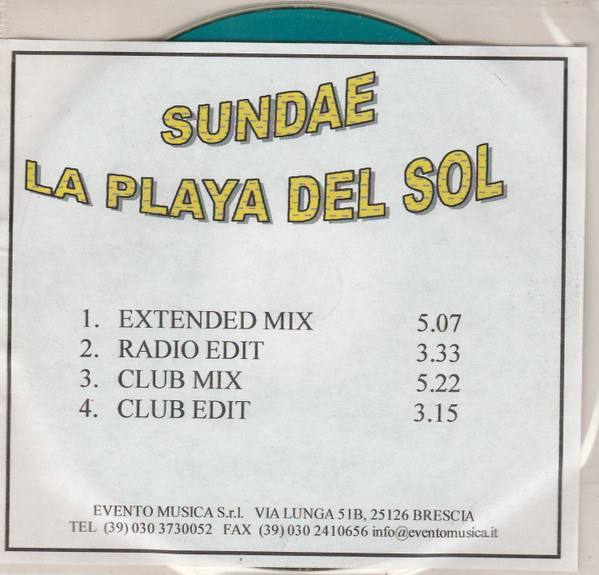 SUNDAE
LA PLAYA DEL SOL
1. EXTENDED MIX 5.07
2. RADIO EDIT 3.33
3. CLUB MIX 5.22
4. CLUB EDIT 3.15
EVENTO MUSICA S.r.l. VIA LUNGA 51B, 25126 BRESCIA
TEL (39) 030 3730052 FAX (39) 030 2410656 info@eventomusica.it